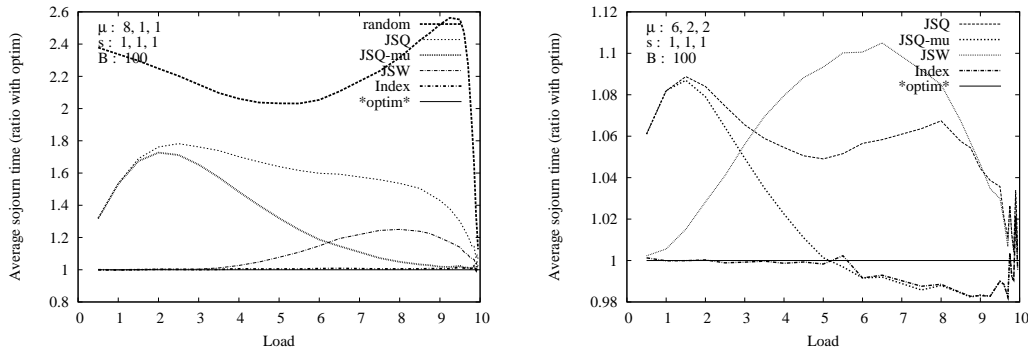 2.6
2.4
2.2
2
1.8
1.6
1.4
1.2
1
0.8
0 1 2 3 4 5 6 7 8 9 10
Average sojourn time (ratio with optim)
Load
μ : 8, 1, 1
s : 1, 1, 1
B : 100
random
JSQ
JSQ-mu
JSW
Index
*optim*
1.12
1.1
1.08
1.06
1.04
1.02
1
0.98
0 1 2 3 4 5 6 7 8 9 10
Average sojourn time (ratio with optim)
Load
μ : 6, 2, 2
s : 1, 1, 1
B : 100
JSQ
JSQ-mu
JSW
Index
*optim*